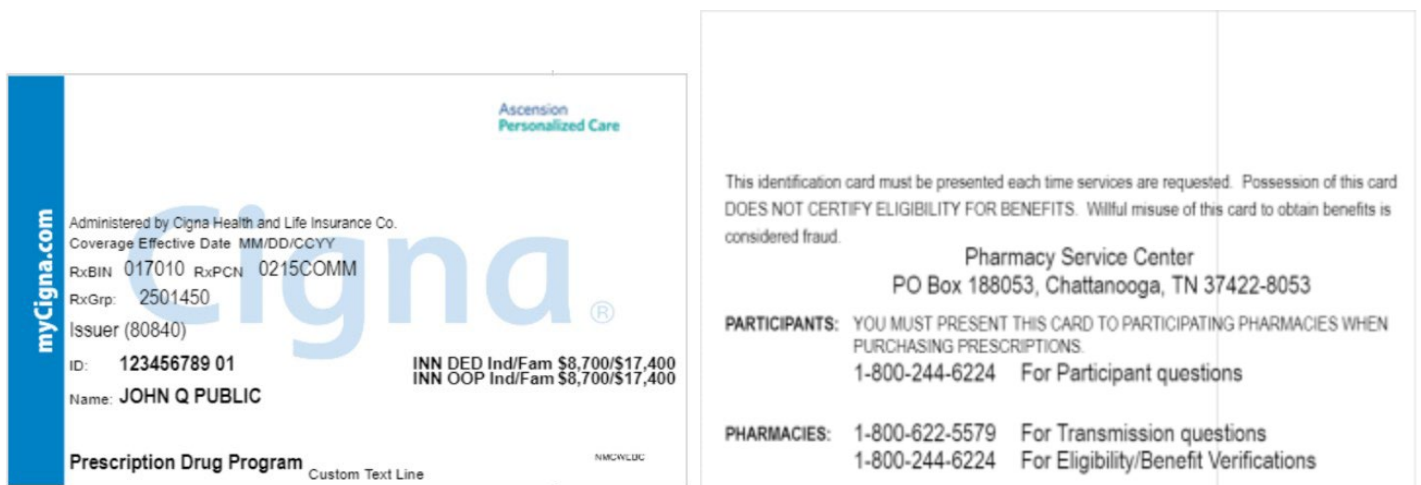 Ascension
Personalized Care
myCigna.com
Cigna®
Administered by Cigna Health and Life Insurance Co.
Coverage Effective Date MM/DD/CCYY
RxBIN 017010 RxPCN 0215COMM
RxGrp: 2501450
Issuer (80840)
ID: 123456789 01
INN DED Ind/Fam $8,700/$17,400
INN OOP Ind/Fam $8,700/$17,400
Name: JOHN Q PUBLIC
Prescription Drug Program
Custom Text Line
NMCWLDC
This identification card must be presented each time services are requested. Possession of this card
DOES NOT CERTIFY ELIGIBILITY FOR BENEFITS. Willful misuse of this card to obtain benefits is
considered fraud.
Pharmacy Service Center
PO Box 188053, Chattanooga, TN 37422-8053
PARTICIPANTS: YOU MUST PRESENT THIS CARD TO PARTICIPATING PHARMACIES WHEN
PURCHASING PRESCRIPTIONS.
1-800-244-6224 For Participant questions
PHARMACIES: 1-800-622-5579 For Transmission questions
1-800-244-6224 For Eligibility/Benefit Verifications